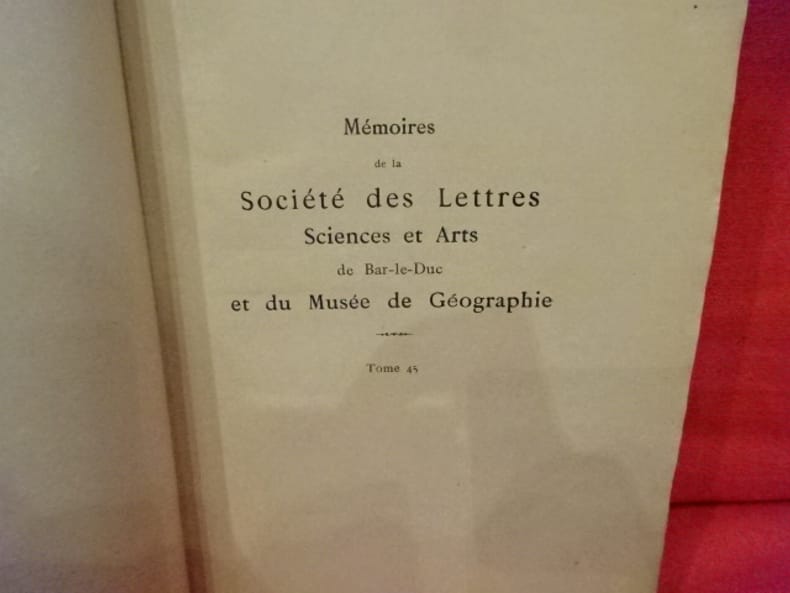 Mémoires
de la
Société des Lettres
Sciences et Arts
de Bar-le-Duc
et du Musée de Géographie
Tome 45